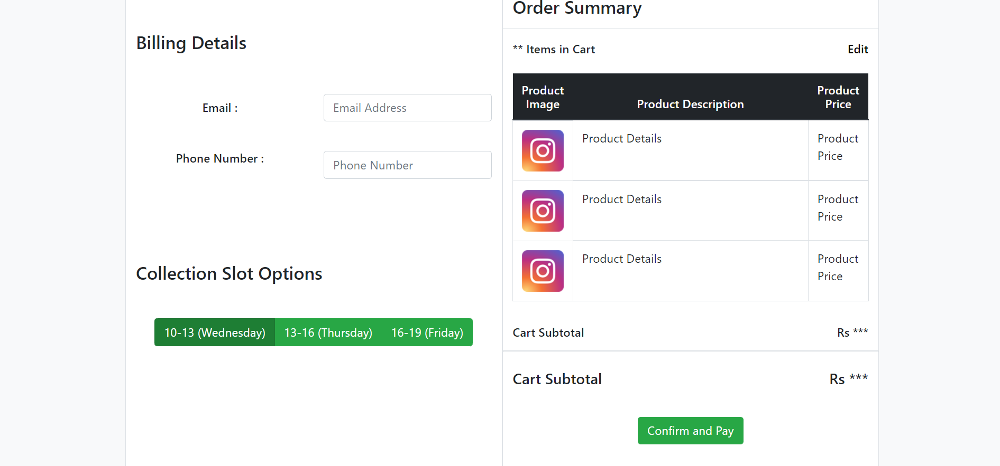 Billing Details
Email :
Email Address
Phone Number :
Phone Number
Collection Slot Options
10-13 (Wednesday)
13-16 (Thursday)
16-19 (Friday)
Order Summary
** Items in Cart
Edit
Product
Image
Product Description
Product
Price
Product Details
Product
Price
Product Details
Product
Price
Product Details
Product
Price
Cart Subtotal
Rs ***
Cart Subtotal
Rs ***
Confirm and Pay